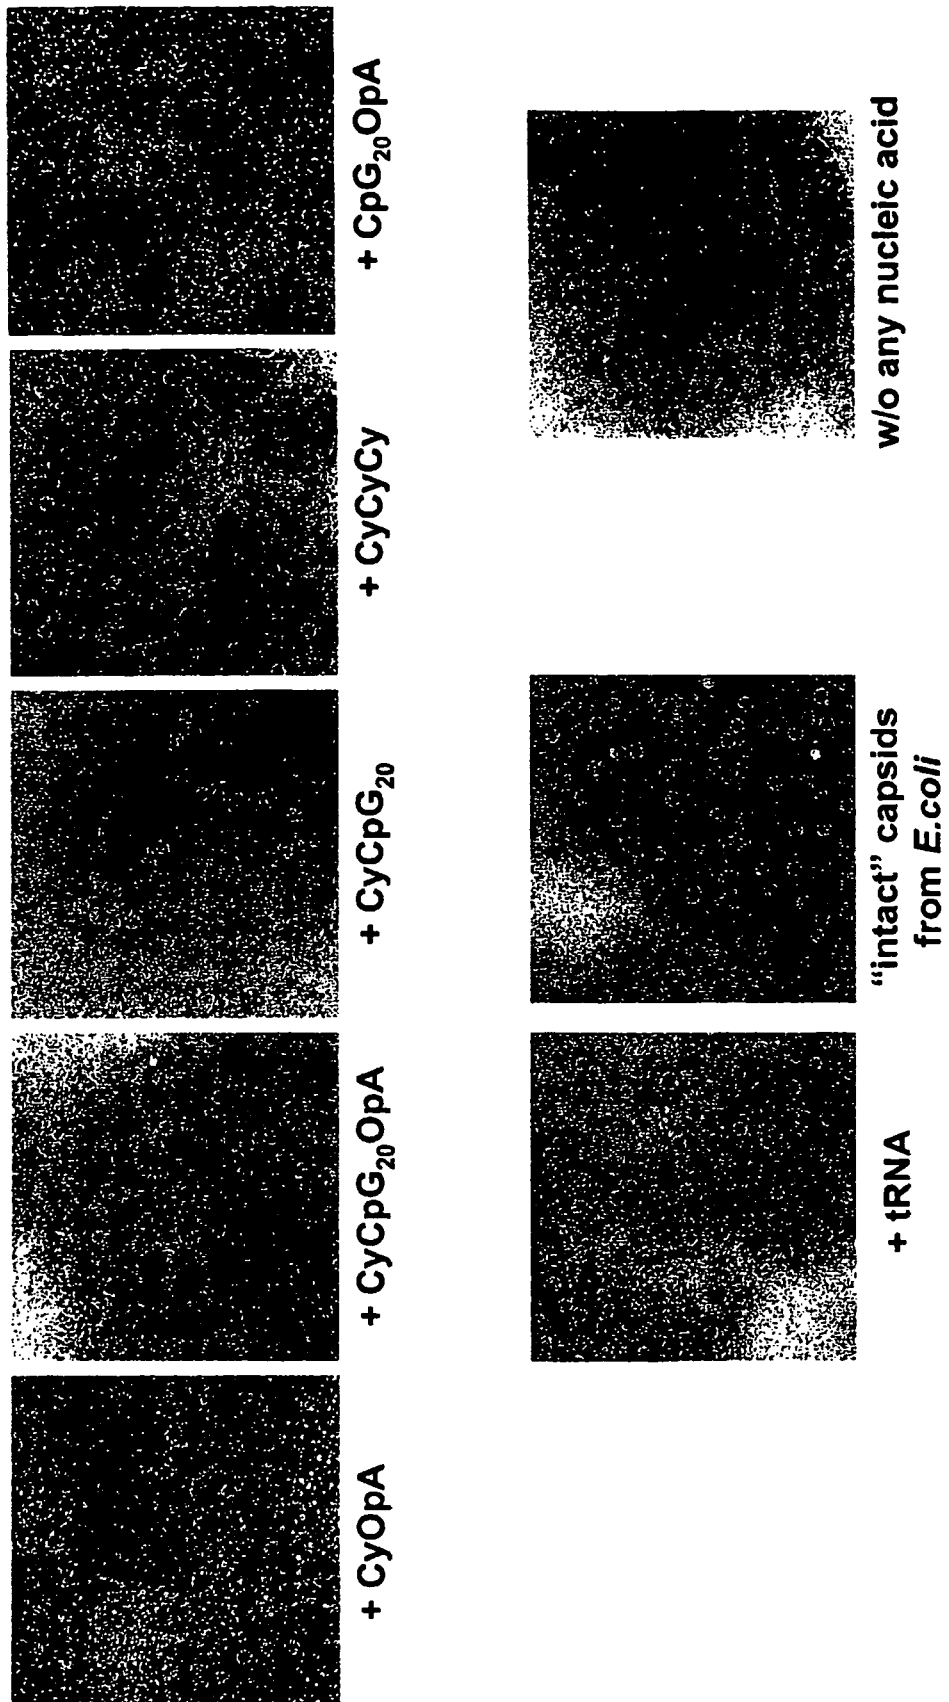 + CyOpA
+ CyCpG₂₀OpA
+ CyCpG₂₀
+ CyCyCy
+ CpG₂₀OpA
+ tRNA
“intact” capsids
from E.coli
w/o any nucleic acid